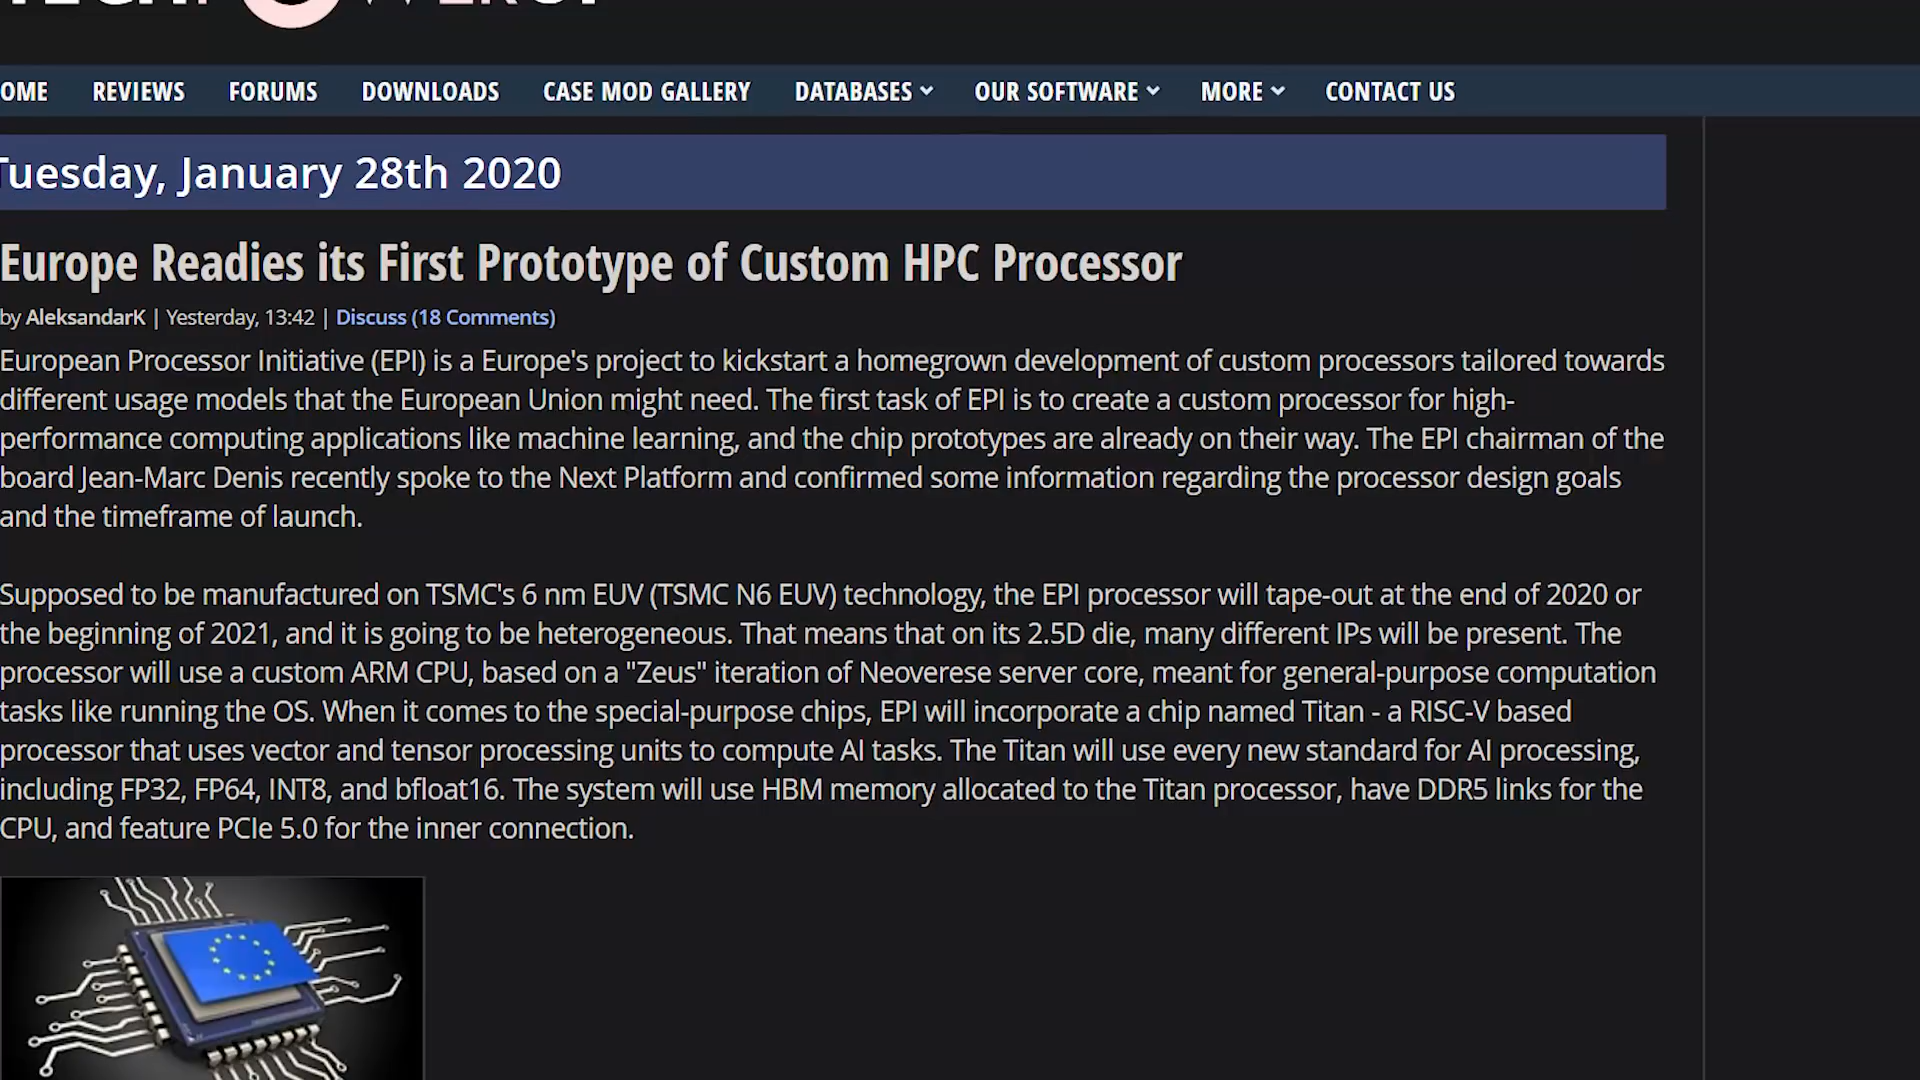 OME REVIEWS FORUMS DOWNLOADS CASE MOD GALLERY DATABASES OUR SOFTWARE MORE CONTACT US
Tuesday, January 28th 2020
Europe Readies its First Prototype of Custom HPC Processor
by AleksandarK | Yesterday, 13:42 | Discuss (18 Comments)
European Processor Initiative (EPI) is a Europe's project to kickstart a homegrown development of custom processors tailored towards
different usage models that the European Union might need. The first task of EPI is to create a custom processor for high-
performance computing applications like machine learning, and the chip prototypes are already on their way. The EPI chairman of the
board Jean-Marc Denis recently spoke to the Next Platform and confirmed some information regarding the processor design goals
and the timeframe of launch.
Supposed to be manufactured on TSMC's 6 nm EUV (TSMC N6 EUV) technology, the EPI processor will tape-out at the end of 2020 or
the beginning of 2021, and it is going to be heterogeneous. That means that on its 2.5D die, many different IPs will be present. The
processor will use a custom ARM CPU, based on a "Zeus" iteration of Neoverese server core, meant for general-purpose computation
tasks like running the OS. When it comes to the special-purpose chips, EPI will incorporate a chip named Titan - a RISC-V based
processor that uses vector and tensor processing units to compute AI tasks. The Titan will use every new standard for AI processing,
including FP32, FP64, INT8, and bfloat16. The system will use HBM memory allocated to the Titan processor, have DDR5 links for the
CPU, and feature PCIe 5.0 for the inner connection.